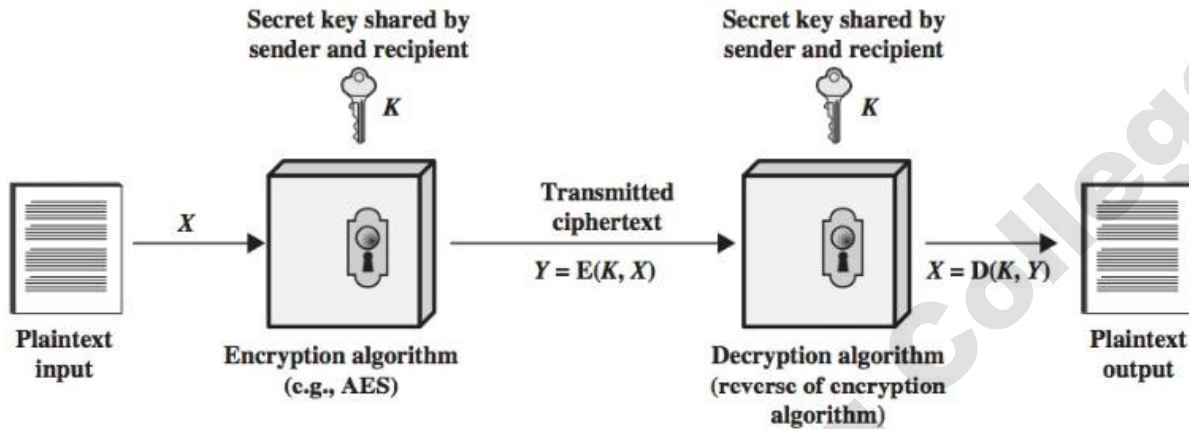 Secret key shared by
sender and recipient
K
Secret key shared by
sender and recipient
K
X
Transmitted
ciphertext
Y = E(K, X)
X = D(K, Y)
Plaintext
input
Encryption algorithm
(e.g., AES)
Decryption algorithm
(reverse of encryption
algorithm)
Plaintext
output
College